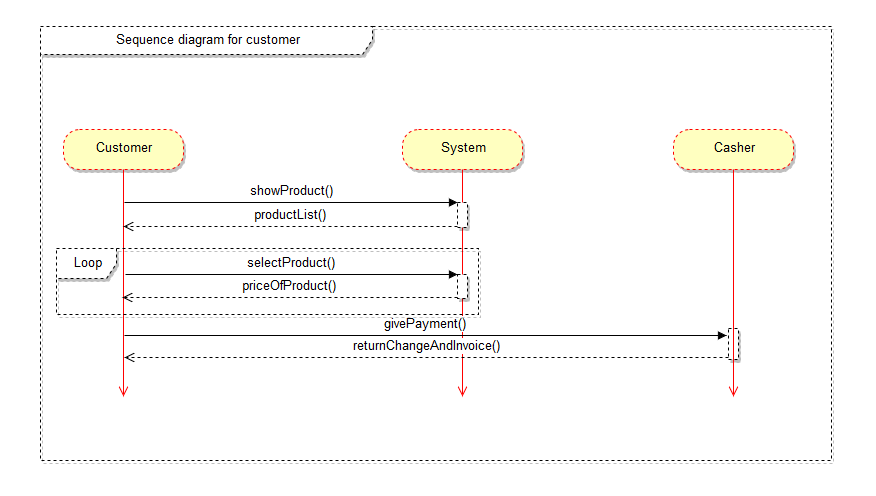 Sequence diagram for customer
Customer
System
Casher
showProduct()
productList()
Loop
selectProduct()
priceOfProduct()
givePayment()
returnChangeAndInvoice()